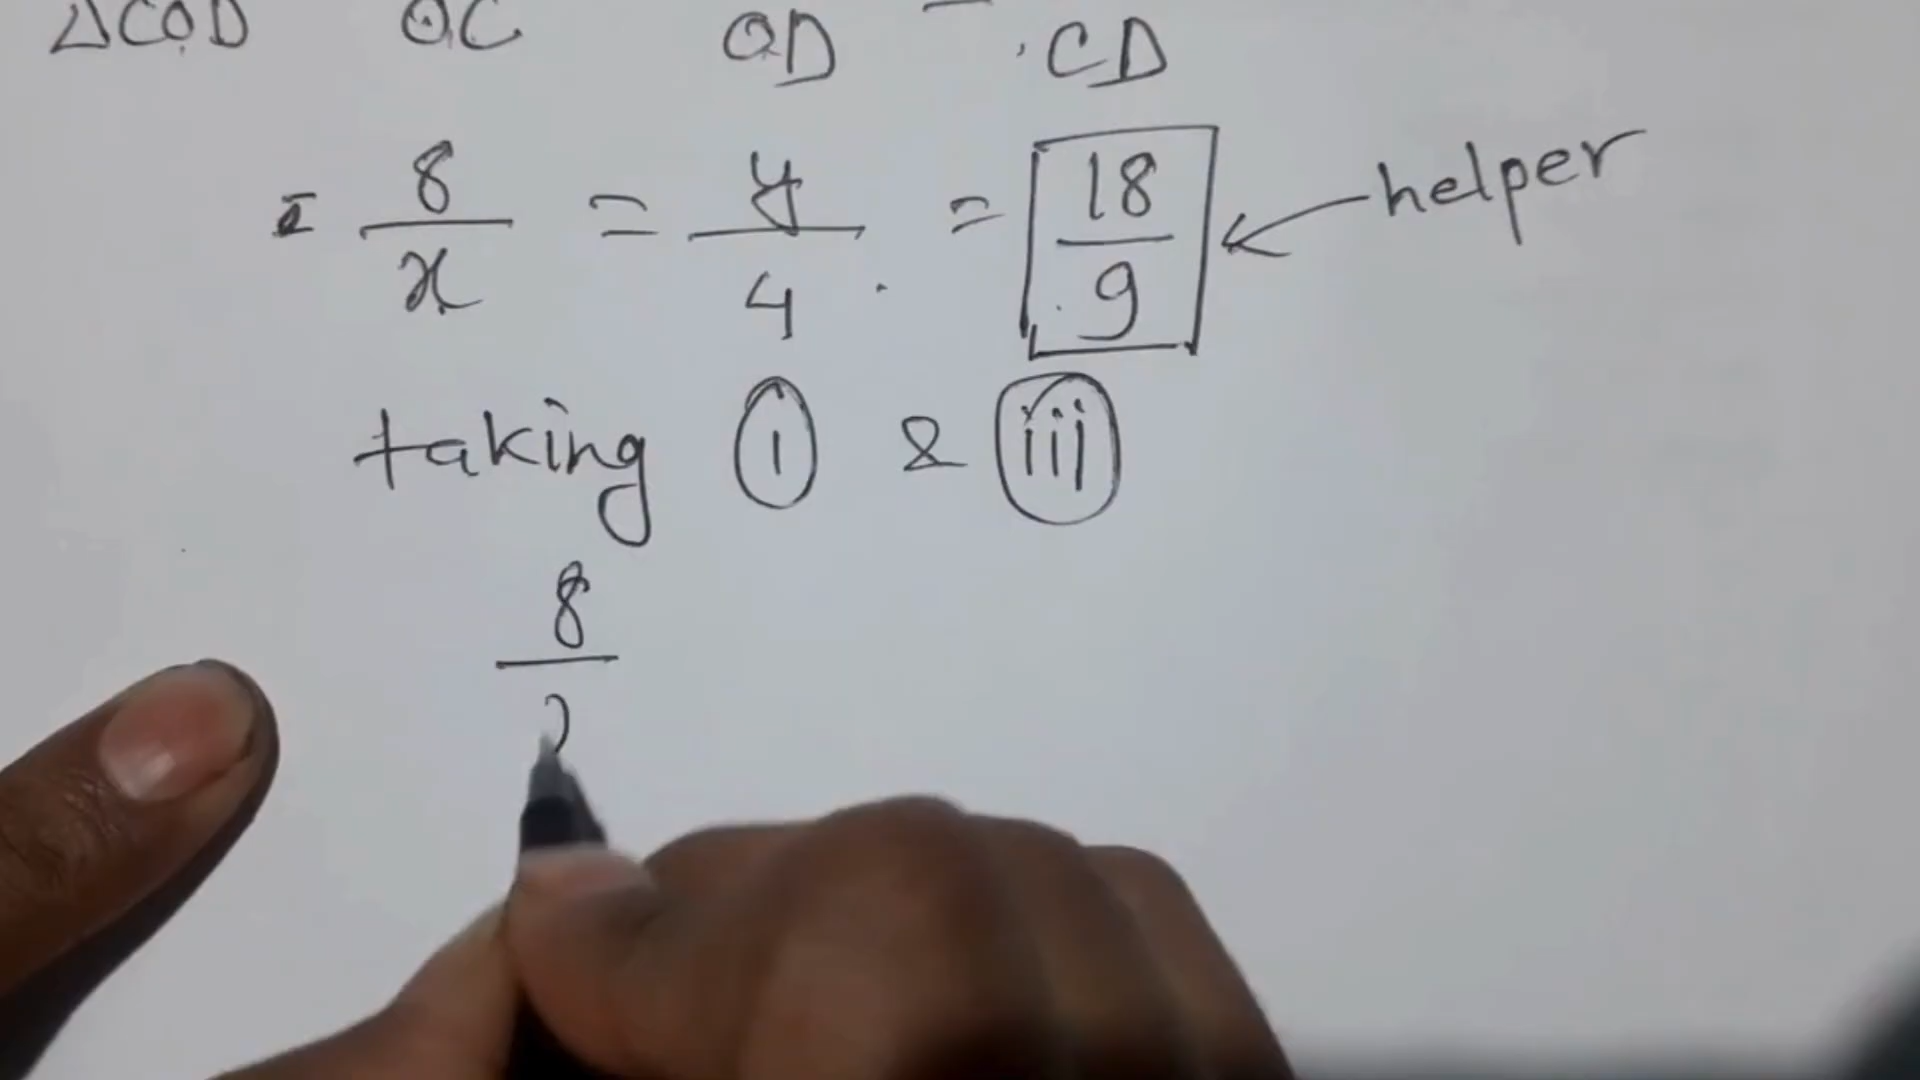 △COD OC OD CD
= 8/x = y/4 = 18/9 ← helper
taking (i) & (iii)
8